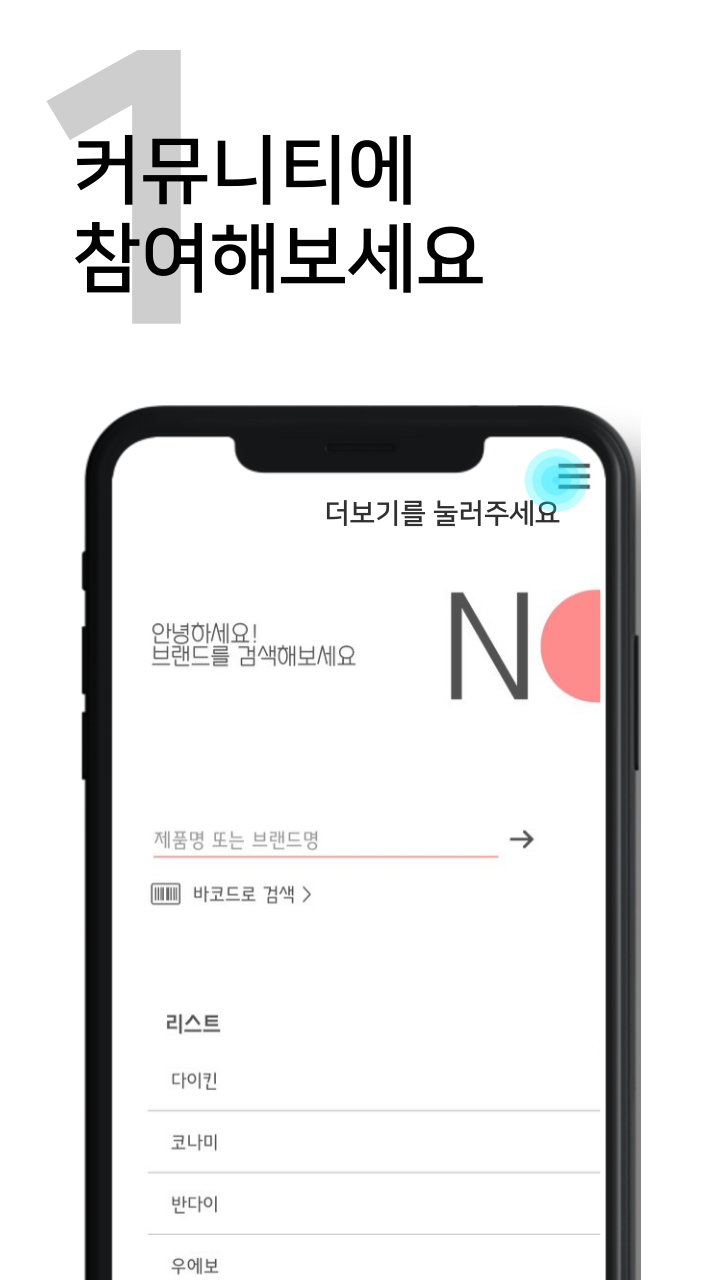 1
커뮤니티에
참여해보세요
더보기를 눌러주세요
안녕하세요!
브랜드를 검색해보세요
N
제품명 또는 브랜드명
바코드로 검색 >
리스트
다이킨
코나미
반다이
우에보